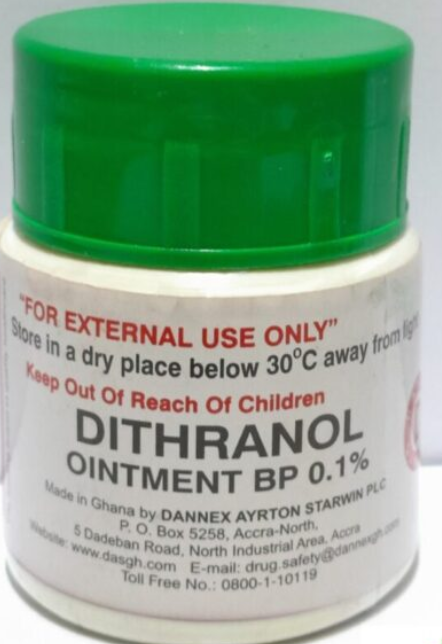 "FOR EXTERNAL USE ONLY"
Store in a dry place below 30°C away from light
Keep Out Of Reach Of Children
DITHRANOL
OINTMENT BP 0.1%
Made in Ghana by DANNEX AYRTON STARWIN PLC
P. O. Box 5258, Accra-North,
5 Dadeban Road, North Industrial Area, Accra
Website: www.dasgh.com E-mail: drug.safety@dannexgh.com
Toll Free No.: 0800-1-10119